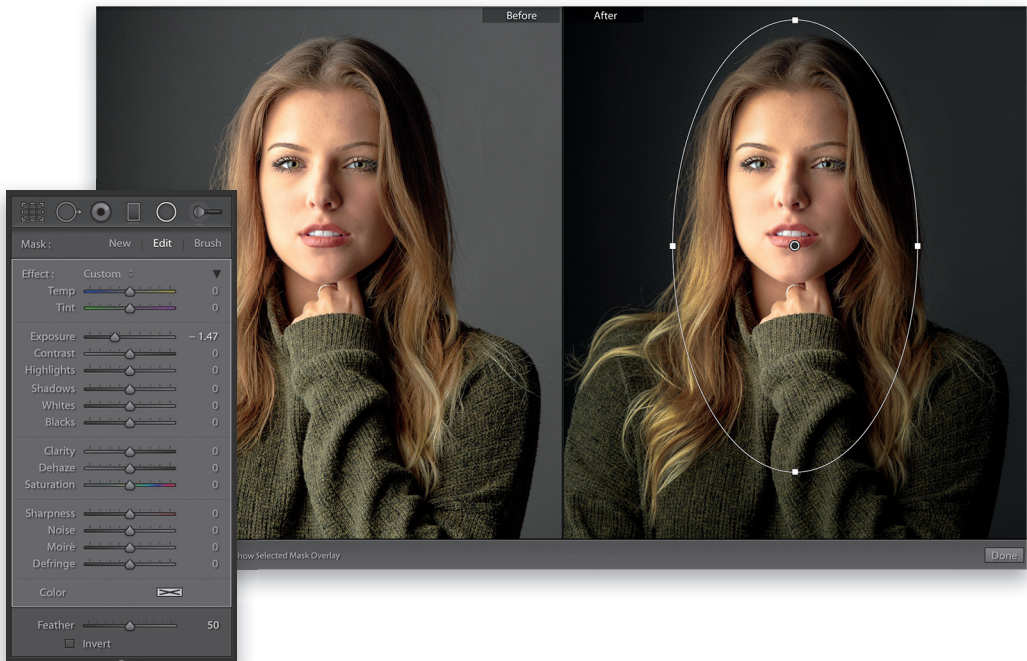 Before
After
Mask :
New | Edit | Brush
Effect : Custom
Temp 0
Tint 0
Exposure – 1.47
Contrast 0
Highlights 0
Shadows 0
Whites 0
Blacks 0
Clarity 0
Dehaze 0
Saturation 0
Sharpness 0
Noise 0
Moiré 0
Defringe 0
Color
Feather 50
Invert
how Selected Mask Overlay
Done